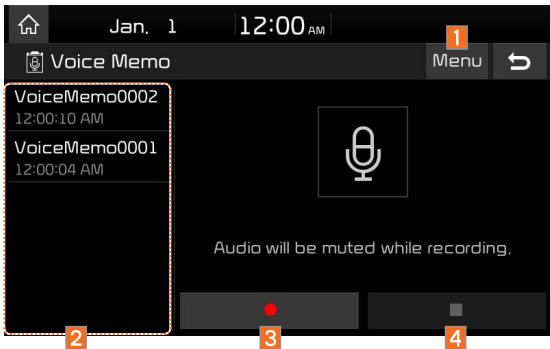 Jan. 1 12:00 AM
1
Voice Memo Menu
VoiceMemo0002
12:00:10 AM
VoiceMemo0001
12:00:04 AM
Audio will be muted while recording.
2 3 4